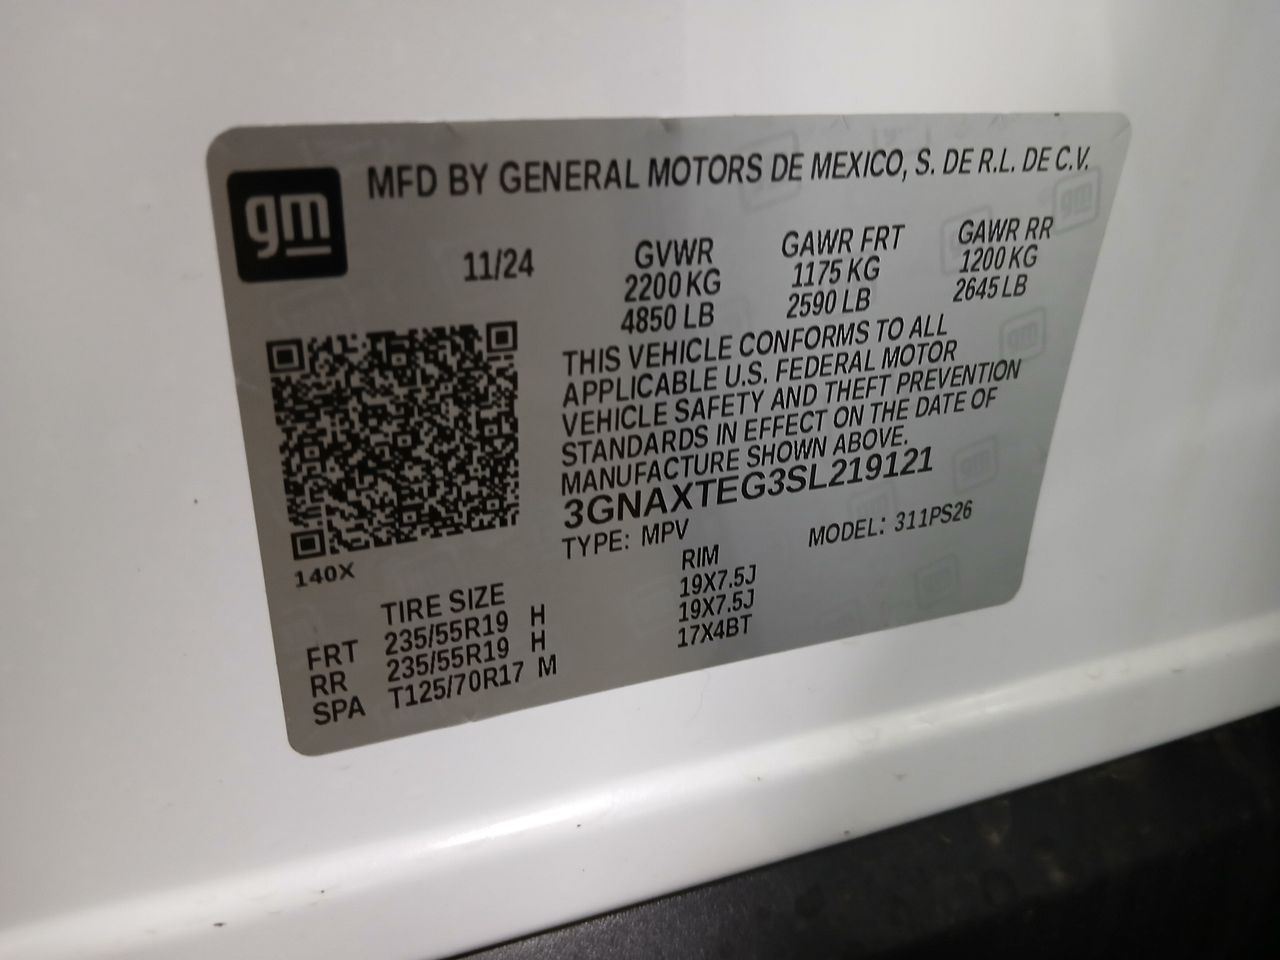 gm
MFD BY GENERAL MOTORS DE MEXICO, S. DE R.L. DE C.V.
11/24 GVWR GAWR FRT GAWR RR
2200 KG 1175 KG 1200 KG
4850 LB 2590 LB 2645 LB
THIS VEHICLE CONFORMS TO ALL
APPLICABLE U.S. FEDERAL MOTOR
VEHICLE SAFETY AND THEFT PREVENTION
STANDARDS IN EFFECT ON THE DATE OF
MANUFACTURE SHOWN ABOVE.
3GNAXTEG3SL219121
TYPE: MPV MODEL: 311PS26
140X
TIRE SIZE RIM
FRT 235/55R19 H 19X7.5J
RR 235/55R19 H 19X7.5J
SPA T125/70R17 M 17X4BT